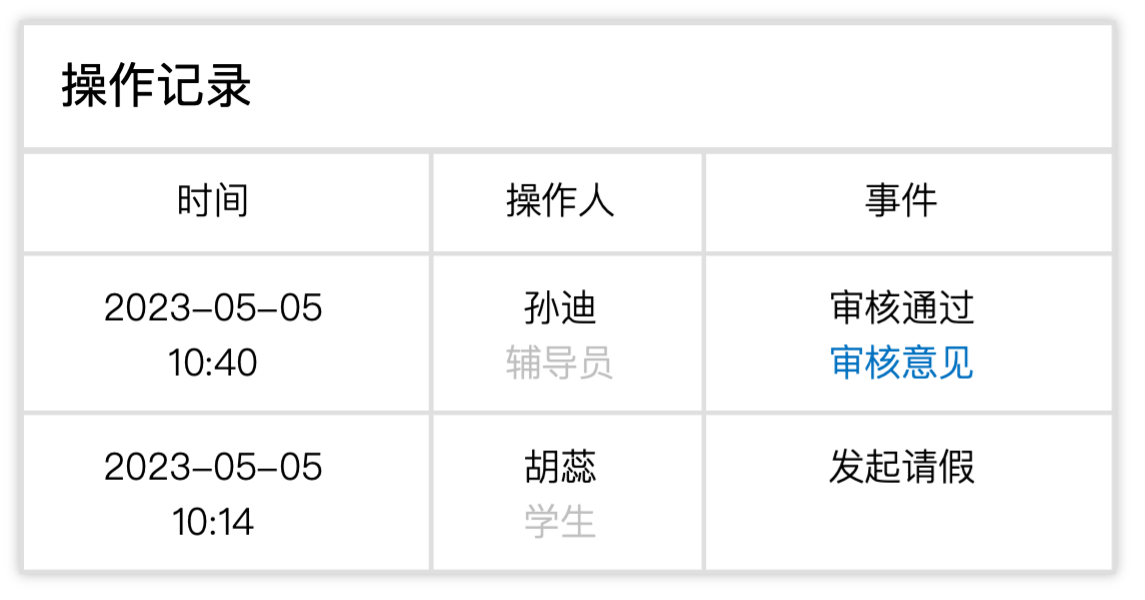 操作记录
时间 操作人 事件
2023-05-05 孙迪 审核通过
10:40 辅导员 审核意见
2023-05-05 胡蕊 发起请假
10:14 学生